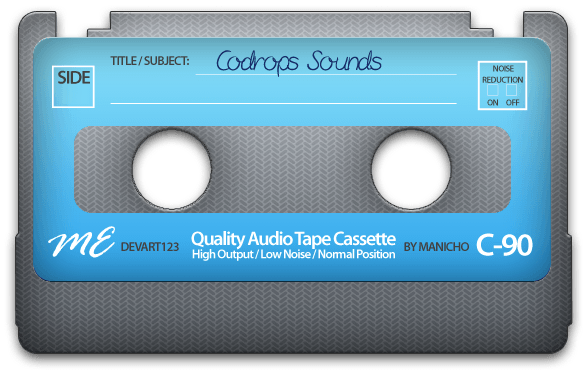 TITLE / SUBJECT: Codrops Sounds
SIDE
NOISE
REDUCTION
ON OFF
ME DEVART123 Quality Audio Tape Cassette BY MANICHO C-90
High Output / Low Noise / Normal Position